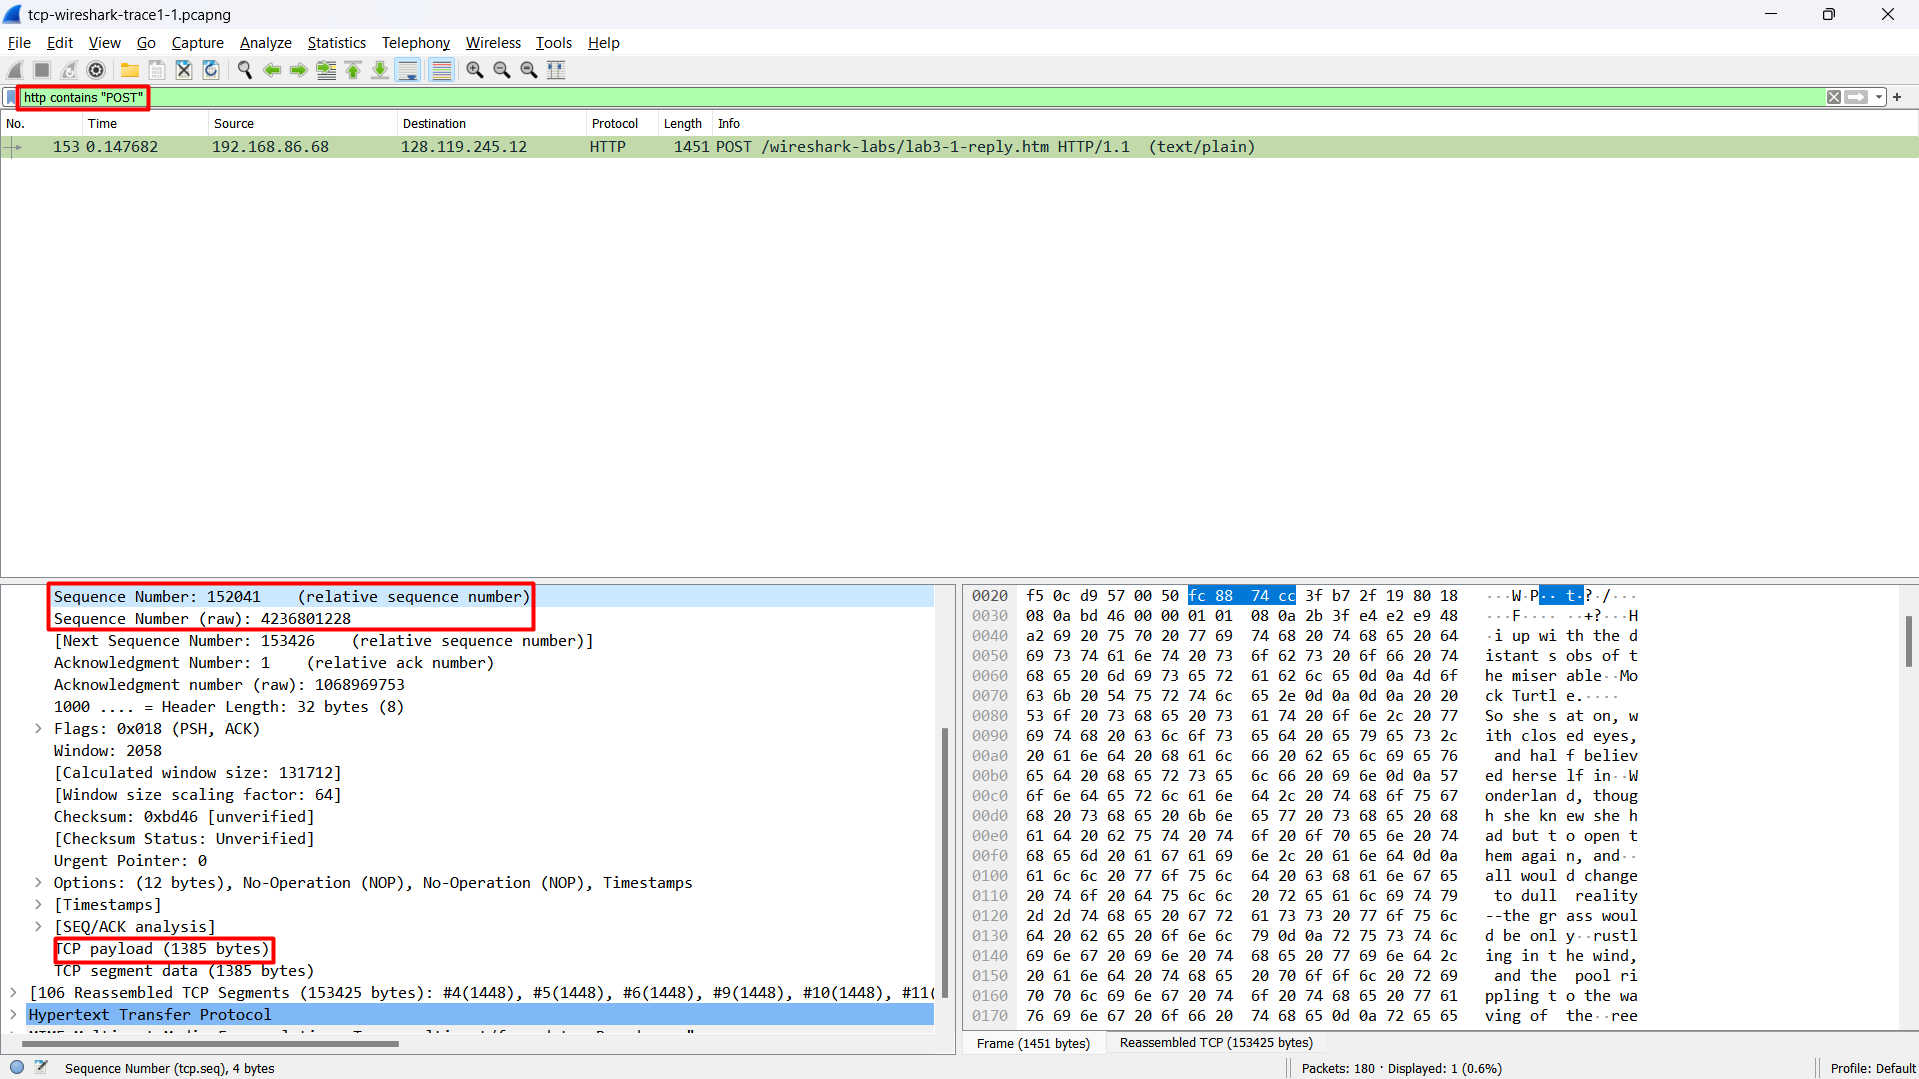 tcp-wireshark-trace1-1.pcapng
File Edit View Go Capture Analyze Statistics Telephony Wireless Tools Help
http contains "POST"
No. Time Source Destination Protocol Length Info
153 0.147682 192.168.86.68 128.119.245.12 HTTP 1451 POST /wireshark-labs/lab3-1-reply.htm HTTP/1.1 (text/plain)
Sequence Number: 152041 (relative sequence number)
Sequence Number (raw): 4236801228
[Next Sequence Number: 153426 (relative sequence number)]
Acknowledgment Number: 1 (relative ack number)
Acknowledgment number (raw): 1068969753
1000 .... = Header Length: 32 bytes (8)
Flags: 0x018 (PSH, ACK)
Window: 2058
[Calculated window size: 131712]
[Window size scaling factor: 64]
Checksum: 0xbd46 [unverified]
[Checksum Status: Unverified]
Urgent Pointer: 0
Options: (12 bytes), No-Operation (NOP), No-Operation (NOP), Timestamps
[Timestamps]
[SEQ/ACK analysis]
TCP payload (1385 bytes)
TCP segment data (1385 bytes)
[106 Reassembled TCP Segments (153425 bytes): #4(1448), #5(1448), #6(1448), #9(1448), #10(1448), #11(
Hypertext Transfer Protocol
0020 f5 0c d9 57 00 50 fc 88 74 cc 3f b7 2f 19 80 18 ···W·P·· t·?·/···
0030 08 0a bd 46 00 00 01 01 08 0a 2b 3f e4 e2 e9 48 ···F···· ··+?···H
0040 a2 69 20 75 70 20 77 69 74 68 20 74 68 65 20 64 ·i up wi th the d
0050 69 73 74 61 6e 74 20 73 6f 62 73 20 6f 66 20 74 istant s obs of t
0060 68 65 20 6d 69 73 65 72 61 62 6c 65 0d 0a 4d 6f he miser able··Mo
0070 63 6b 20 54 75 72 74 6c 65 2e 0d 0a 0d 0a 20 20 ck Turtl e.····
0080 53 6f 20 73 68 65 20 73 61 74 20 6f 6e 2c 20 77 So she s at on, w
0090 69 74 68 20 63 6c 6f 73 65 64 20 65 79 65 73 2c ith clos ed eyes,
00a0 20 61 6e 64 20 68 61 6c 66 20 62 65 6c 69 65 76 and hal f believ
00b0 65 64 20 68 65 72 73 65 6c 66 20 69 6e 0d 0a 57 ed herse lf in··W
00c0 6f 6e 64 65 72 6c 61 6e 64 2c 20 74 68 6f 75 67 onderlan d, thoug
00d0 68 20 73 68 65 20 6b 6e 65 77 20 73 68 65 20 68 h she kn ew she h
00e0 61 64 20 62 75 74 20 74 6f 20 6f 70 65 6e 20 74 ad but t o open t
00f0 68 65 6d 20 61 67 61 69 6e 2c 20 61 6e 64 0d 0a hem agai n, and··
0100 61 6c 6c 20 77 6f 75 6c 64 20 63 68 61 6e 67 65 all woul d change
0110 20 74 6f 20 64 75 6c 6c 20 72 65 61 6c 69 74 79 to dull reality
0120 2d 2d 74 68 65 20 67 72 61 73 73 20 77 6f 75 6c --the gr ass woul
0130 64 20 62 65 20 6f 6e 6c 79 0d 0a 72 75 73 74 6c d be onl y··rustl
0140 69 6e 67 20 69 6e 20 74 68 65 20 77 69 6e 64 2c ing in t he wind,
0150 20 61 6e 64 20 74 68 65 20 70 6f 6f 6c 20 72 69 and the pool ri
0160 70 70 6c 69 6e 67 20 74 6f 20 74 68 65 20 77 61 ppling t o the wa
0170 76 69 6e 67 20 6f 66 20 74 68 65 0d 0a 72 65 65 ving of the··ree
Frame (1451 bytes) Reassembled TCP (153425 bytes)
Sequence Number (tcp.seq), 4 bytes
Packets: 180 · Displayed: 1 (0.6%)
Profile: Default